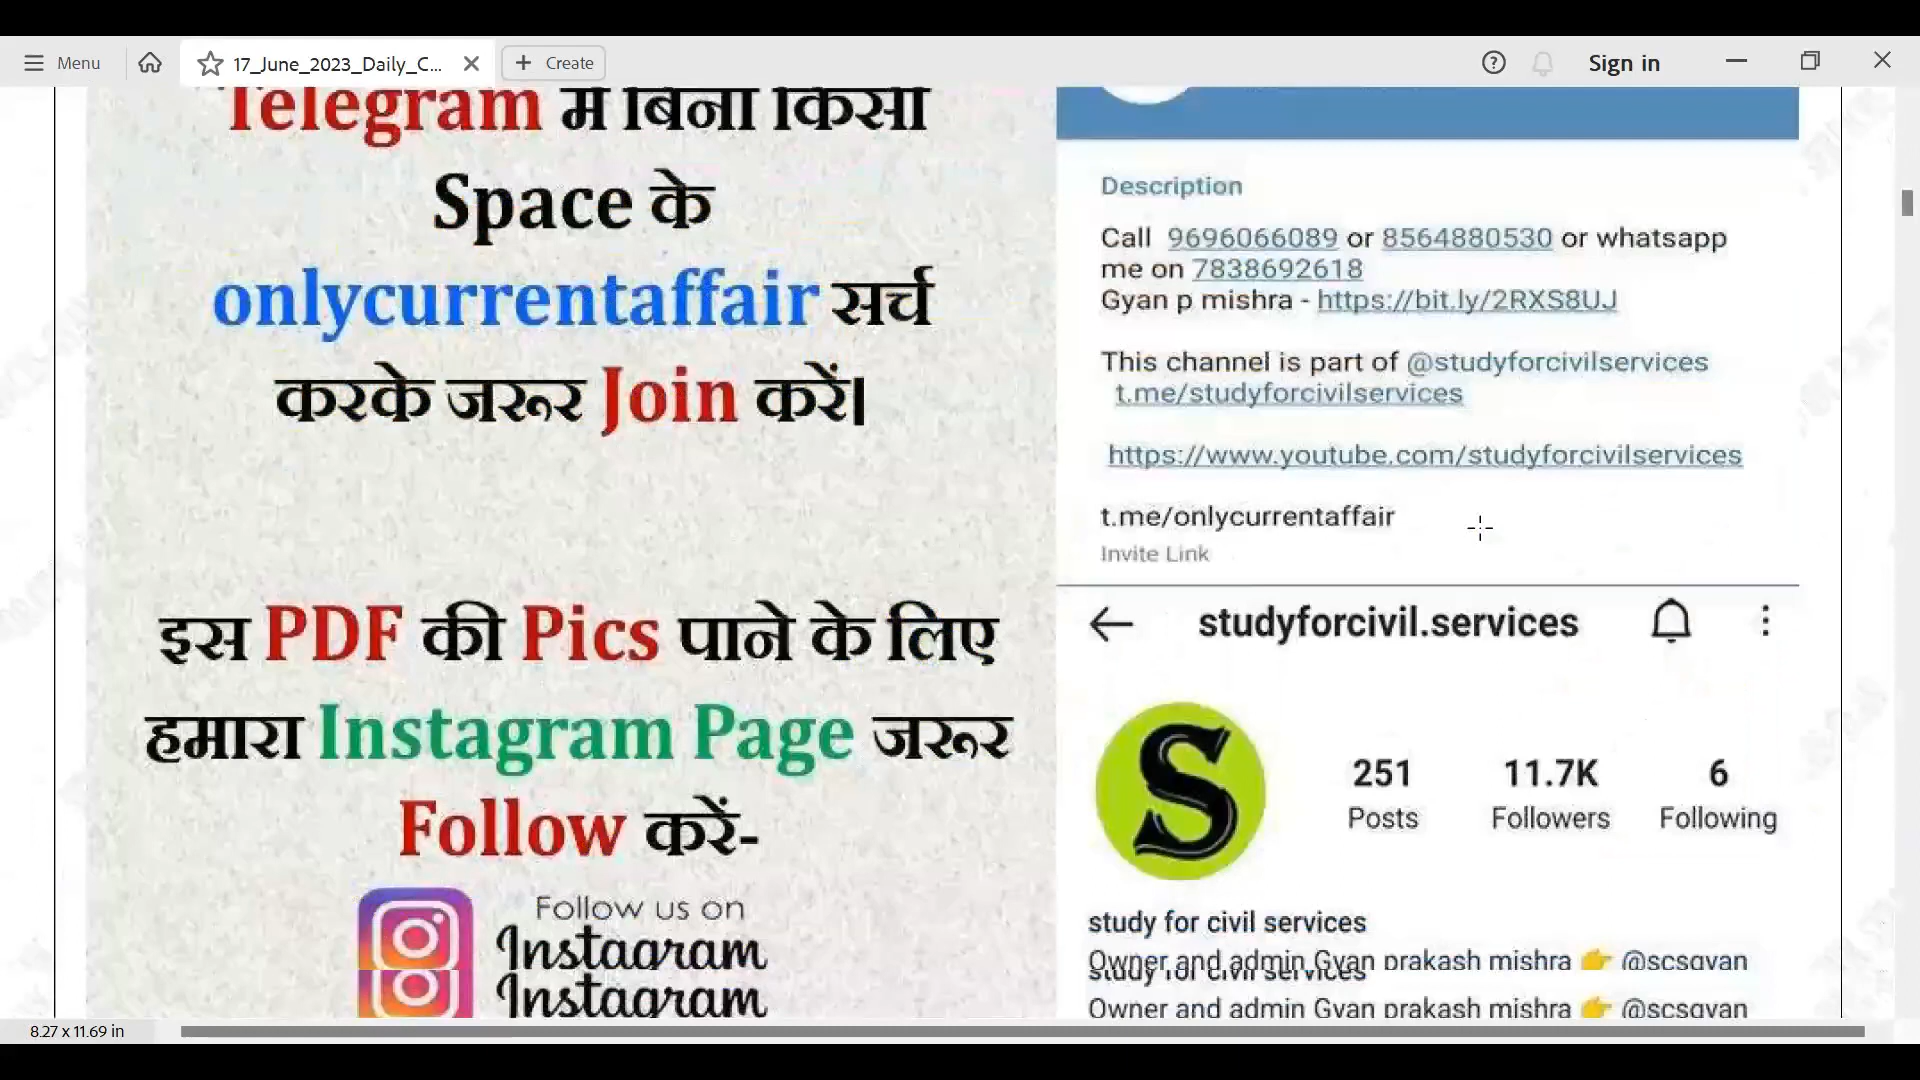 Menu
17_June_2023_Daily_C...
Create
Sign in
Telegram में बिना किसी
Space के
onlycurrentaffair सर्च
करके जरूर Join करें।
इस PDF की Pics पाने के लिए
हमारा Instagram Page जरूर
Follow करें-
Follow us on
Instagram
Instagram
Description
Call 9696066089 or 8564880530 or whatsapp
me on 7838692618
Gyan p mishra - https://bit.ly/2RXS8UJ
This channel is part of @studyforcivilservices
t.me/studyforcivilservices
https://www.youtube.com/studyforcivilservices
t.me/onlycurrentaffair
Invite Link
studyforcivil.services
251 11.7K 6
Posts Followers Following
study for civil services
Owner and admin Gyan prakash mishra 👉 @scsgyan
study for civil services
Owner and admin Gyan prakash mishra 👉 @scsgyan
8.27 x 11.69 in